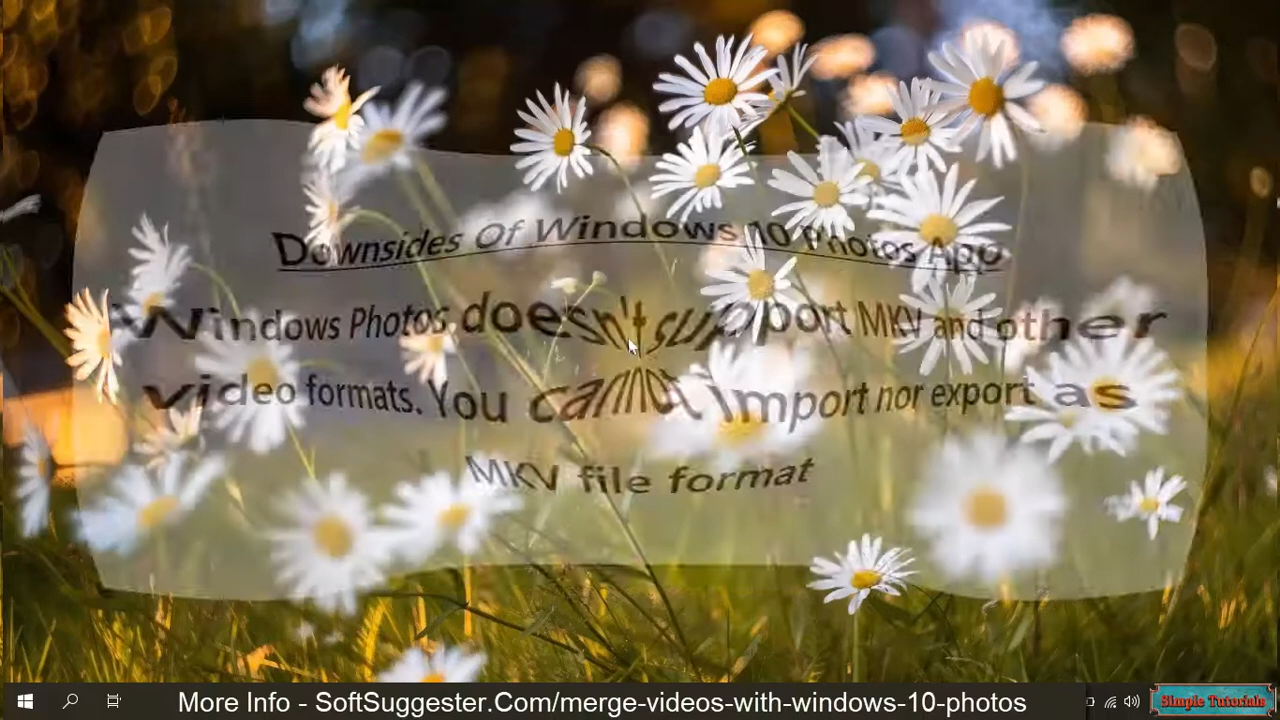 Downsides Of Windows 10 Photos App
Windows Photos doesn't support MKV and other
video formats. You cannot import nor export as
MKV file format
More Info - SoftSuggester.Com/merge-videos-with-windows-10-photos
Simple Tutorials